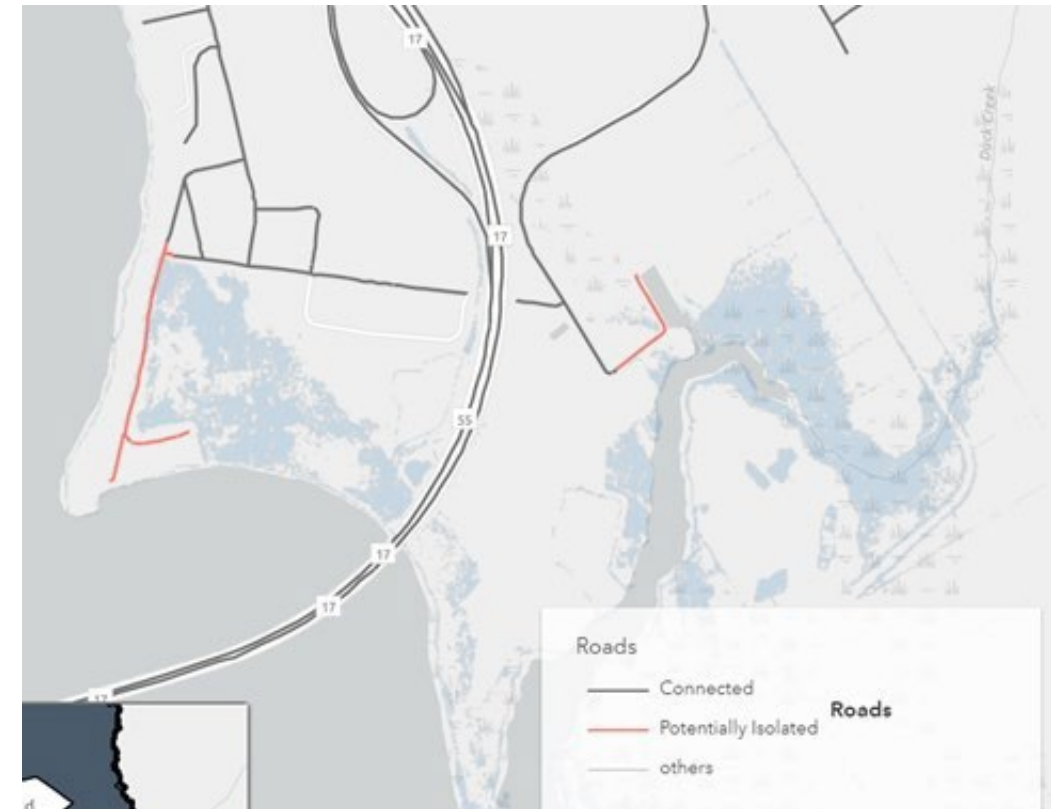 17
Duck Creek
17
55
17
17
17
Roads
Connected
Roads
Potentially Isolated
others
d